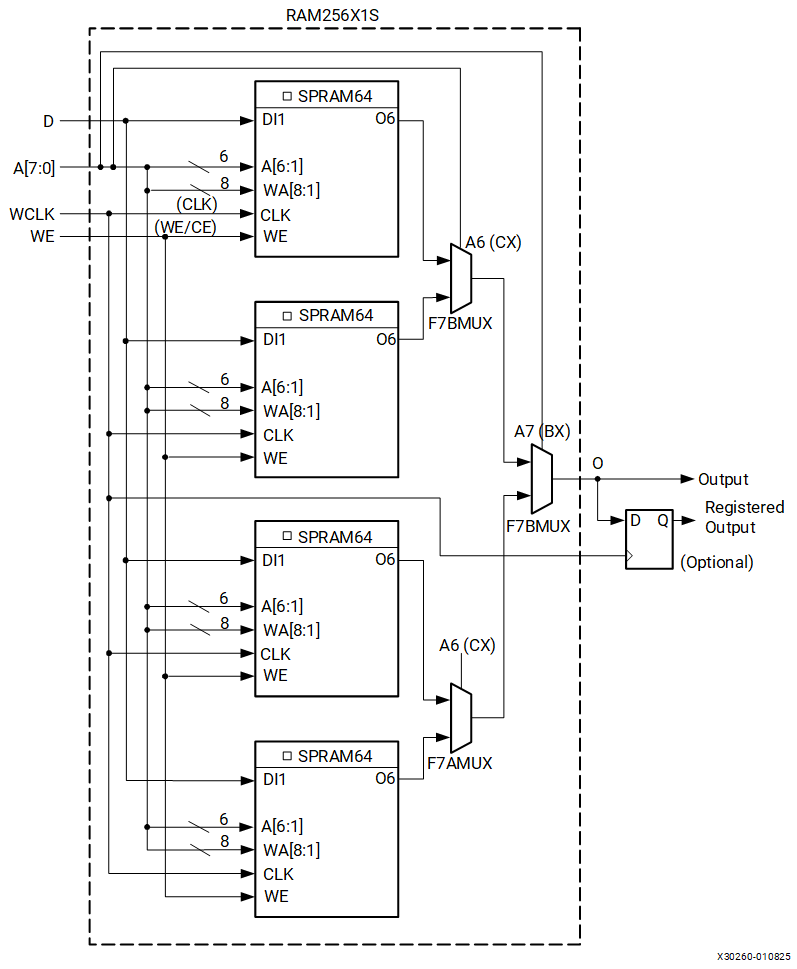 RAM256X1S
SPRAM64
D
DI1
O6
A[7:0]
6
A[6:1]
8
WA[8:1]
(CLK)
WCLK
CLK
(WE/CE)
WE
WE
A6 (CX)
F7BMUX
SPRAM64
DI1
O6
6
A[6:1]
8
WA[8:1]
CLK
WE
A7 (BX)
F7BMUX
O
Output
D
Q
Registered
Output
(Optional)
SPRAM64
DI1
O6
6
A[6:1]
8
WA[8:1]
CLK
WE
A6 (CX)
F7AMUX
SPRAM64
DI1
O6
6
A[6:1]
8
WA[8:1]
CLK
WE
X30260-010825